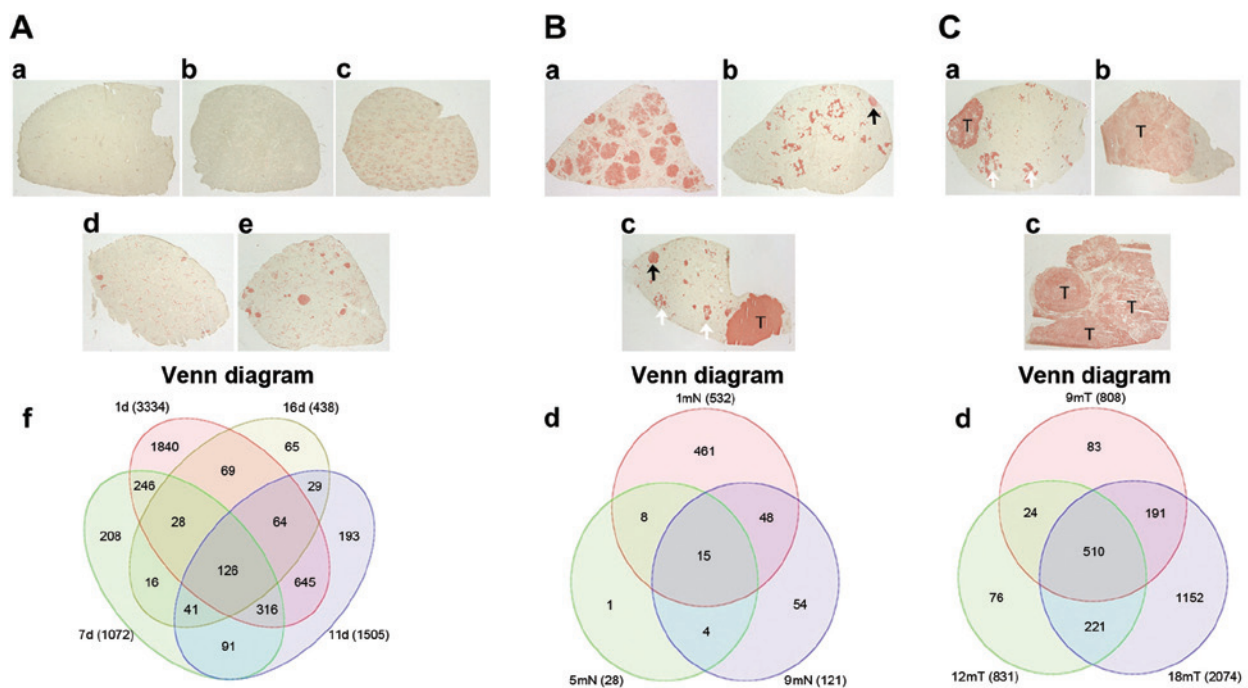 A B C
a b c a b a b
T T
d e c c
T T T T
Venn diagram Venn diagram Venn diagram
f 1d (3334) 16d (438) d 1mN (532) d 9mT (808)
1840 65 461 83
246 69 29
208 28 64 193 8 48 24 191
126 15 510
16 645
41 316 1 54 76 1152
91 4 221
7d (1072) 11d (1505) 5mN (28) 9mN (121) 12mT (831) 18mT (2074)